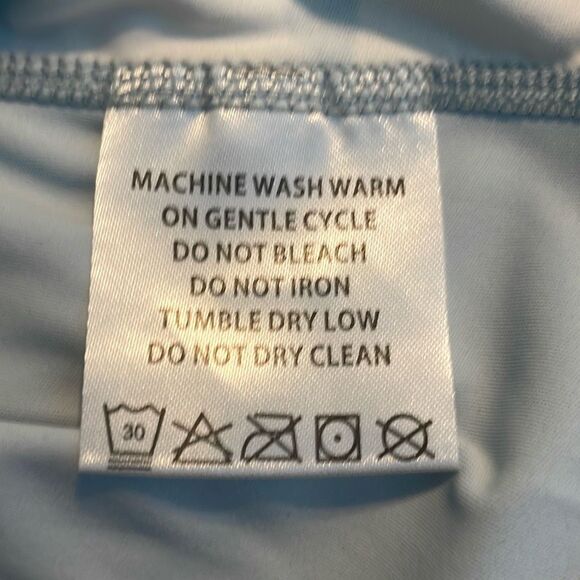 MACHINE WASH WARM
ON GENTLE CYCLE
DO NOT BLEACH
DO NOT IRON
TUMBLE DRY LOW
DO NOT DRY CLEAN
30